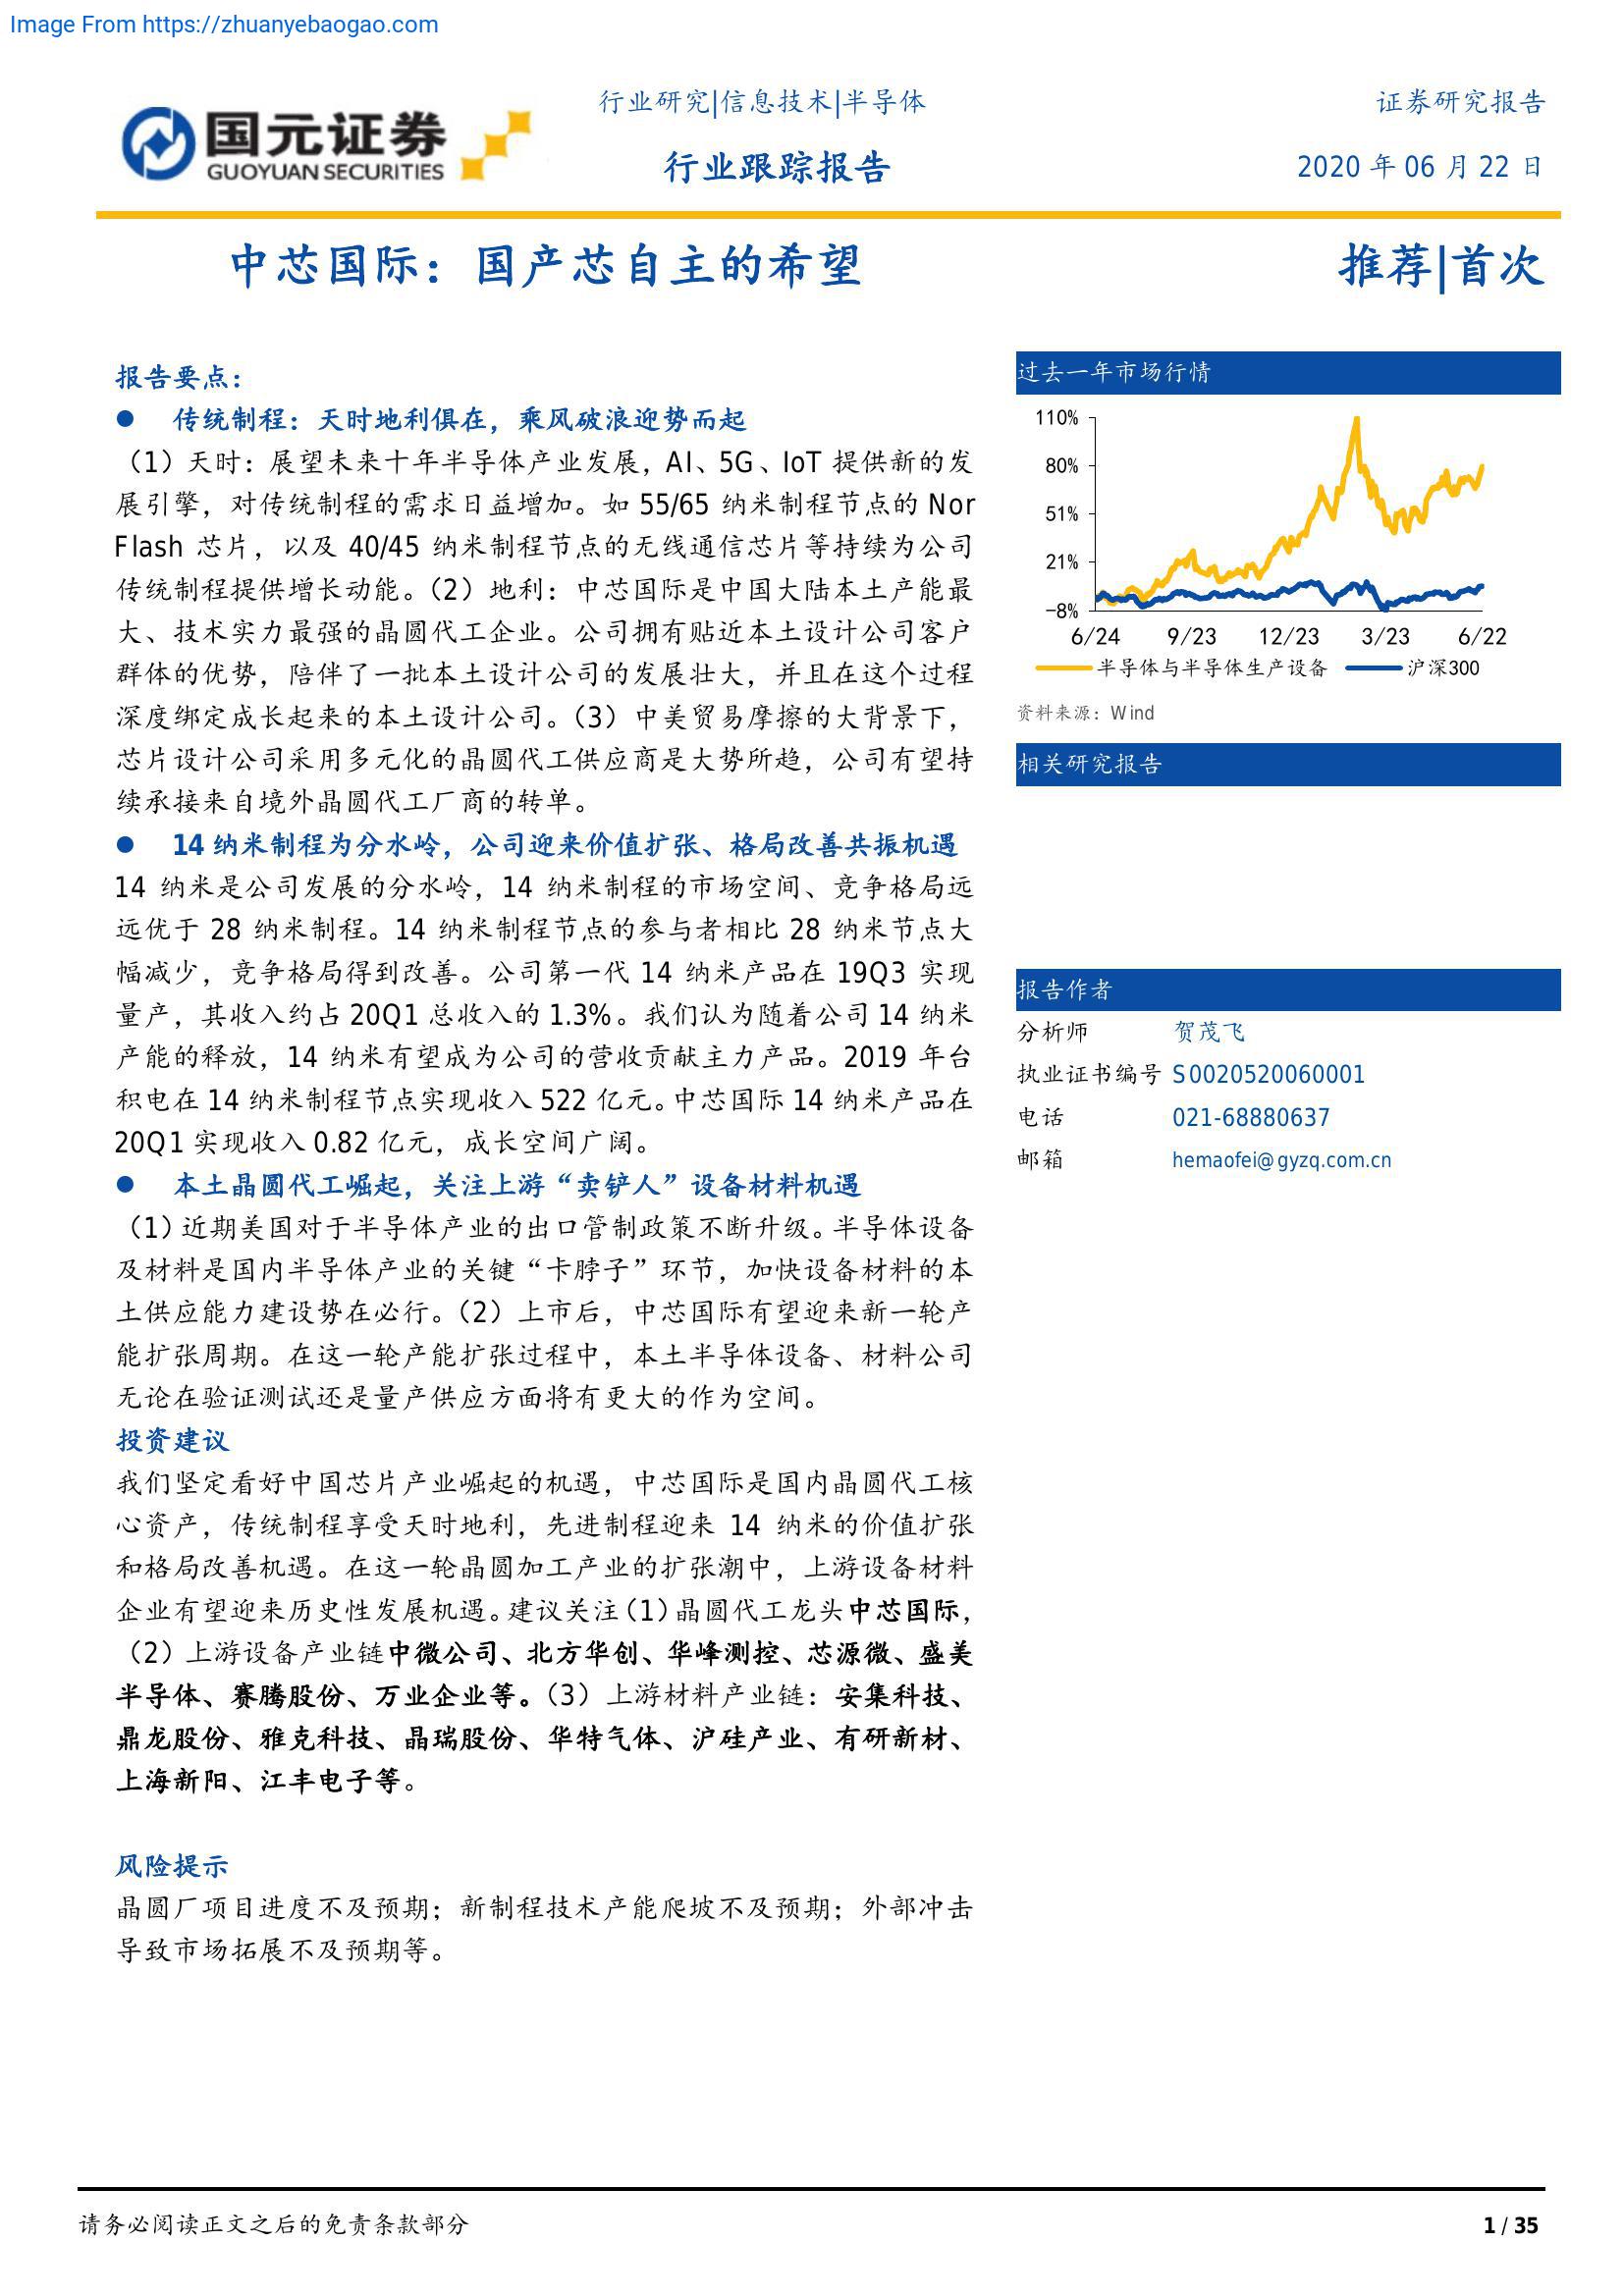 Image From https://zhuanyebaogao.com
国元证券
GUOYUAN SECURITIES
行业研究|信息技术|半导体
证券研究报告
行业跟踪报告
2020 年 06 月 22 日
中芯国际：国产芯自主的希望
推荐|首次
报告要点：
● 传统制程：天时地利俱在，乘风破浪迎势而起
（1）天时：展望未来十年半导体产业发展，AI、5G、IoT 提供新的发
展引擎，对传统制程的需求日益增加。如 55/65 纳米制程节点的 Nor
Flash 芯片，以及 40/45 纳米制程节点的无线通信芯片等持续为公司
传统制程提供增长动能。（2）地利：中芯国际是中国大陆本土产能最
大、技术实力最强的晶圆代工企业。公司拥有贴近本土设计公司客户
群体的优势，陪伴了一批本土设计公司的发展壮大，并且在这个过程
深度绑定成长起来的本土设计公司。（3）中美贸易摩擦的大背景下，
芯片设计公司采用多元化的晶圆代工供应商是大势所趋，公司有望持
续承接来自境外晶圆代工厂商的转单。
● 14 纳米制程为分水岭，公司迎来价值扩张、格局改善共振机遇
14 纳米是公司发展的分水岭，14 纳米制程的市场空间、竞争格局远
远优于 28 纳米制程。14 纳米制程节点的参与者相比 28 纳米节点大
幅减少，竞争格局得到改善。公司第一代 14 纳米产品在 19Q3 实现
量产，其收入约占 20Q1 总收入的 1.3%。我们认为随着公司 14 纳米
产能的释放，14 纳米有望成为公司的营收贡献主力产品。2019 年台
积电在 14 纳米制程节点实现收入 522 亿元。中芯国际 14 纳米产品在
20Q1 实现收入 0.82 亿元，成长空间广阔。
● 本土晶圆代工崛起，关注上游“卖铲人”设备材料机遇
（1）近期美国对于半导体产业的出口管制政策不断升级。半导体设备
及材料是国内半导体产业的关键“卡脖子”环节，加快设备材料的本
土供应能力建设势在必行。（2）上市后，中芯国际有望迎来新一轮产
能扩张周期。在这一轮产能扩张过程中，本土半导体设备、材料公司
无论在验证测试还是量产供应方面将有更大的作为空间。
投资建议
我们坚定看好中国芯片产业崛起的机遇，中芯国际是国内晶圆代工核
心资产，传统制程享受天时地利，先进制程迎来 14 纳米的价值扩张
和格局改善机遇。在这一轮晶圆加工产业的扩张潮中，上游设备材料
企业有望迎来历史性发展机遇。建议关注（1）晶圆代工龙头中芯国际，
（2）上游设备产业链中微公司、北方华创、华峰测控、芯源微、盛美
半导体、赛腾股份、万业企业等。（3）上游材料产业链：安集科技、
鼎龙股份、雅克科技、晶瑞股份、华特气体、沪硅产业、有研新材、
上海新阳、江丰电子等。
风险提示
晶圆厂项目进度不及预期；新制程技术产能爬坡不及预期；外部冲击
导致市场拓展不及预期等。
过去一年市场行情
110%
80%
51%
21%
-8%
6/24 9/23 12/23 3/23 6/22
半导体与半导体生产设备 沪深300
资料来源：Wind
相关研究报告
报告作者
分析师 贺茂飞
执业证书编号 S0020520060001
电话 021-68880637
邮箱 hemaofei@gyzq.com.cn
请务必阅读正文之后的免责条款部分
1 / 35